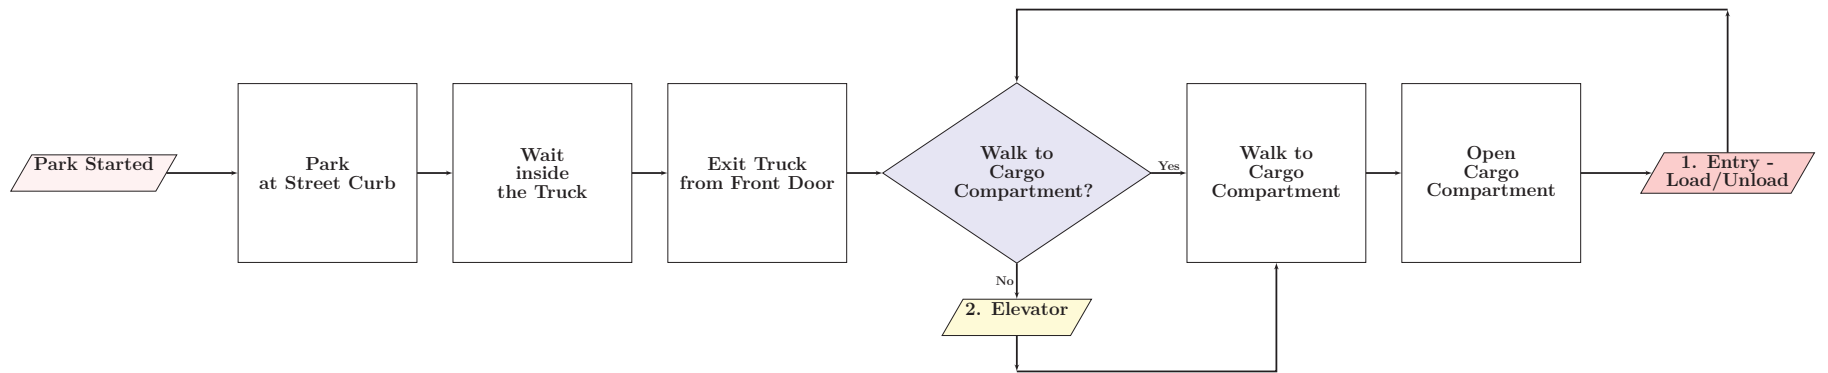 Park Started
Park
at Street Curb
Wait
inside
the Truck
Exit Truck
from Front Door
Walk to
Cargo
Compartment?
Yes
Walk to
Cargo
Compartment
Open
Cargo
Compartment
1. Entry -
Load/Unload
No
2. Elevator